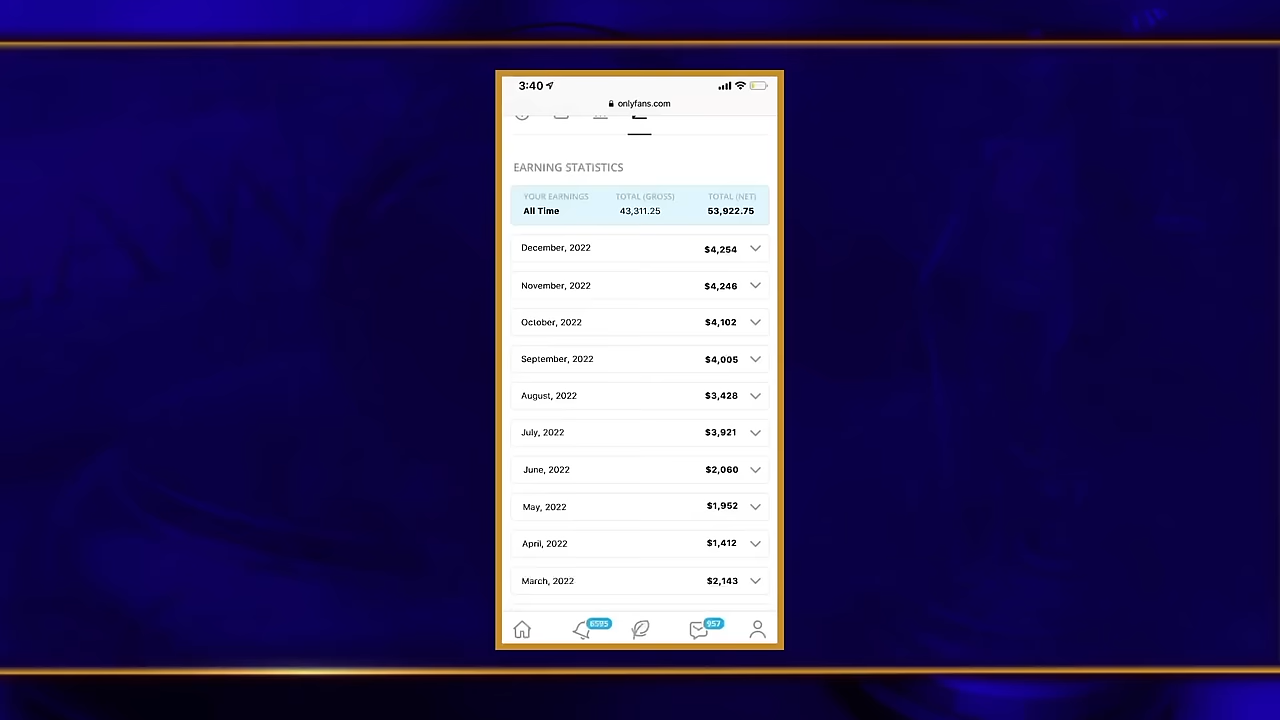 3:40
onlyfans.com
EARNING STATISTICS
YOUR EARNINGS TOTAL (GROSS) TOTAL (NET)
All Time 43,311.25 53,922.75
December, 2022 $4,254
November, 2022 $4,246
October, 2022 $4,102
September, 2022 $4,005
August, 2022 $3,428
July, 2022 $3,921
June, 2022 $2,060
May, 2022 $1,952
April, 2022 $1,412
March, 2022 $2,143
6595 957